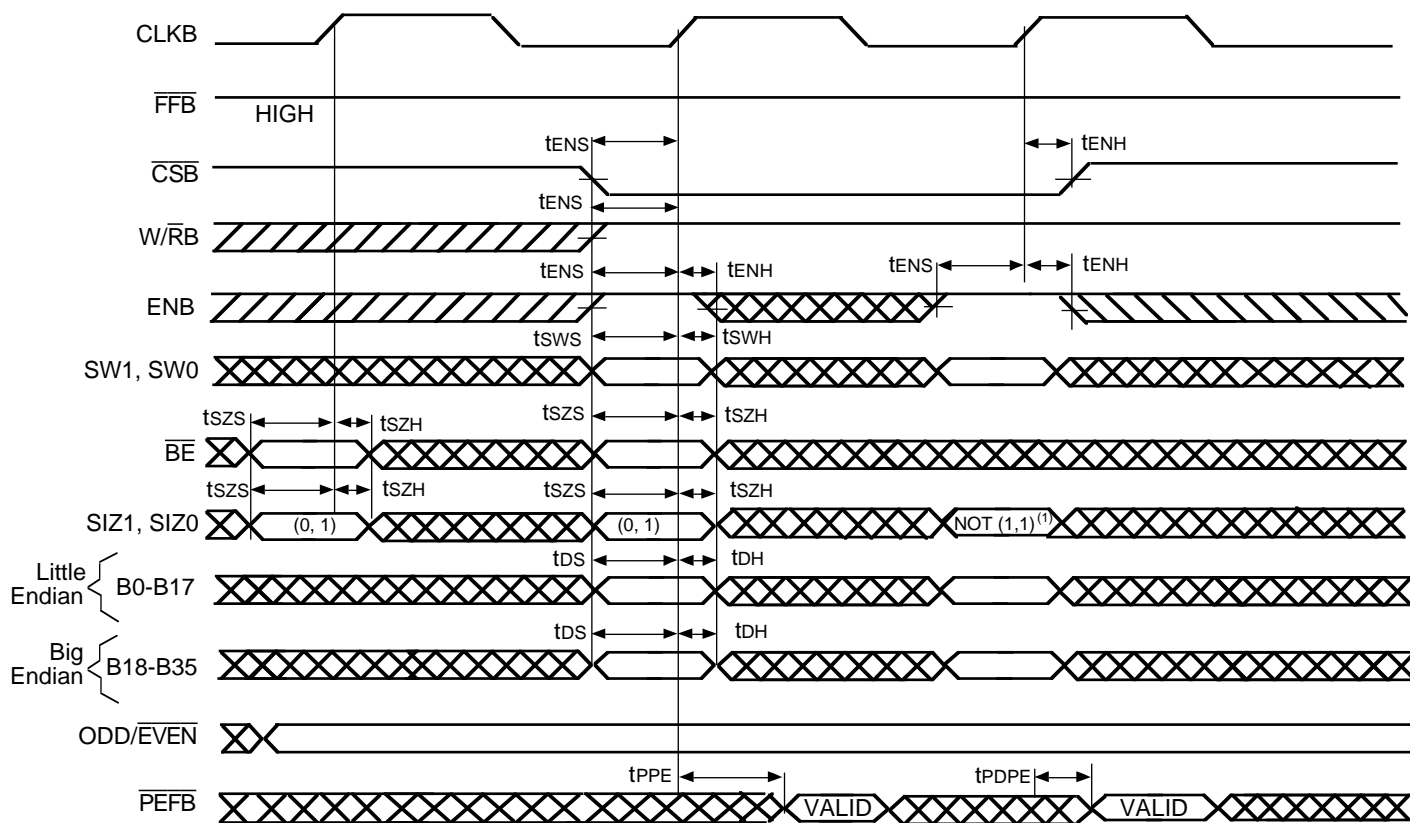 CLKB
FFB
HIGH
tENS
tENH
CSB
tENS
W/RB
tENS
tENH
tENS
tENH
ENB
tSWS
tSWH
SW1, SW0
tSZS
tSZH
tSZS
tSZH
BE
tSZS
tSZH
tSZS
tSZH
SIZ1, SIZ0
(0, 1)
(0, 1)
NOT (1,1)(1)
tDS
tDH
Little
Endian
B0-B17
tDS
tDH
Big
Endian
B18-B35
ODD/EVEN
tPPE
tPDPE
PEFB
VALID
VALID